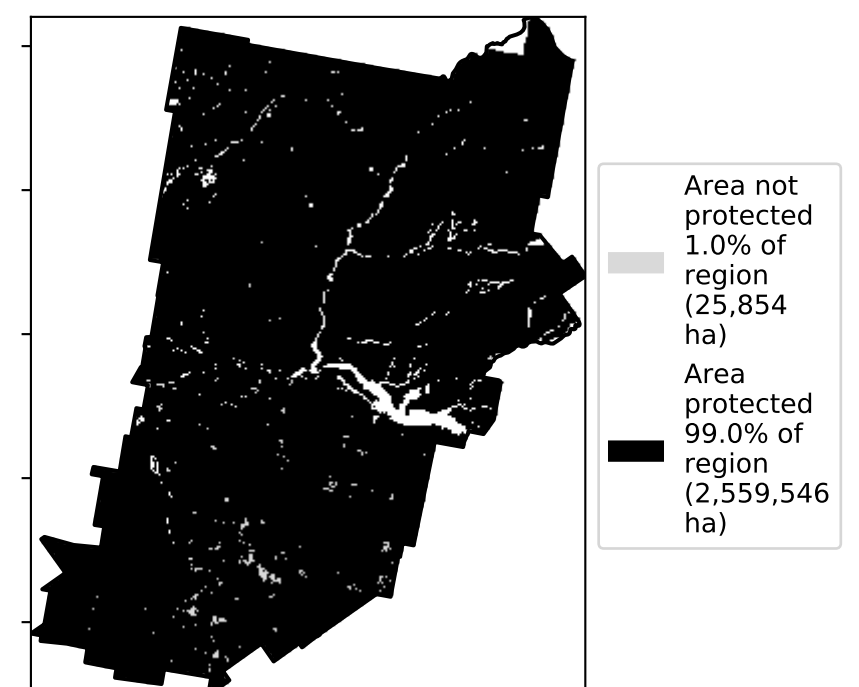 Area not
protected
1.0% of
region
(25,854
ha)
Area
protected
99.0% of
region
(2,559,546
ha)